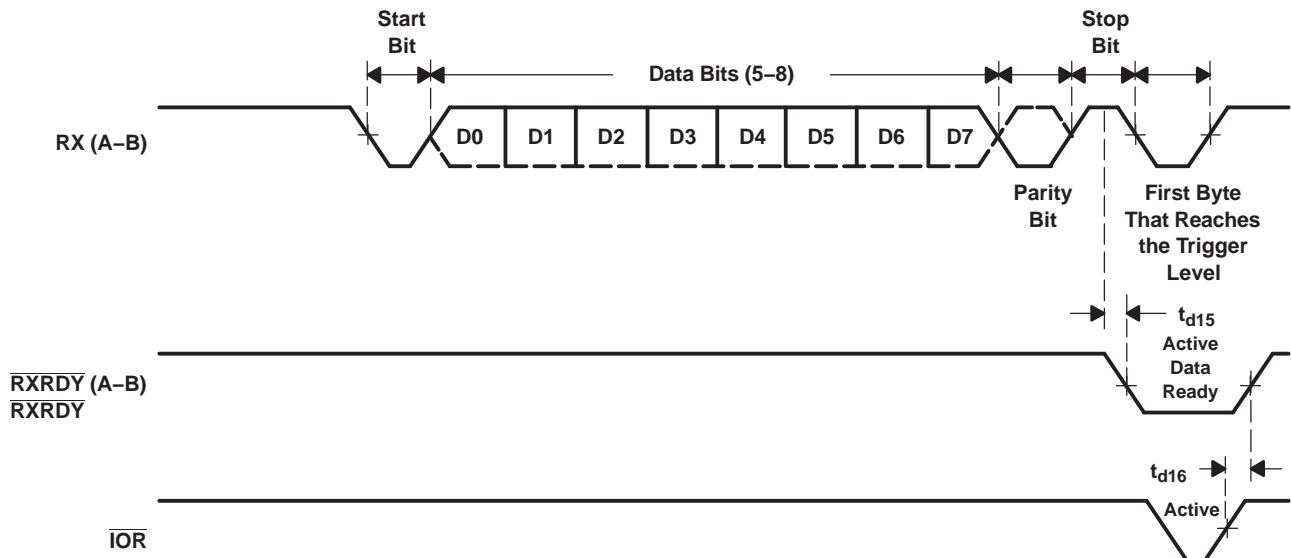 Start
Bit
Stop
Bit
Data Bits (5–8)
RX (A–B)
D0 D1 D2 D3 D4 D5 D6 D7
Parity
Bit
First Byte
That Reaches
the Trigger
Level
td15
Active
Data
Ready
RXRDY (A–B)
RXRDY
td16
Active
IOR